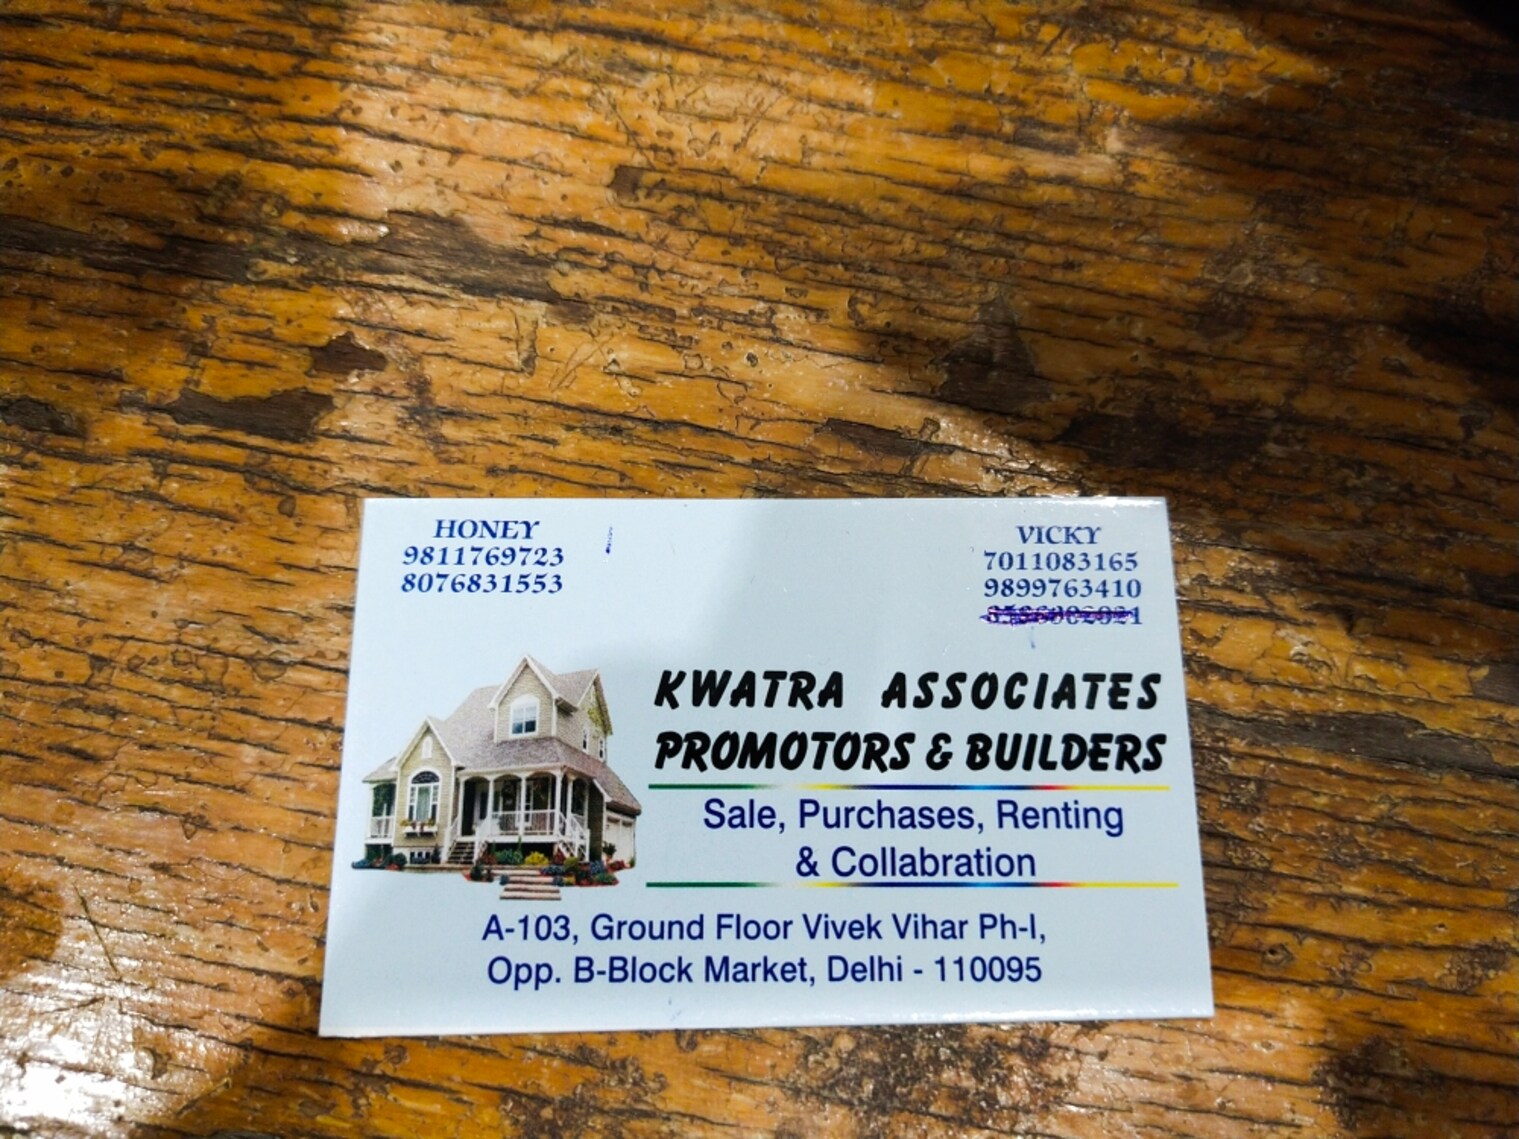 HONEY
9811769723
8076831553
VICKY
7011083165
9899763410
KWATRA ASSOCIATES
PROMOTORS & BUILDERS
Sale, Purchases, Renting
& Collabration
A-103, Ground Floor Vivek Vihar Ph-I,
Opp. B-Block Market, Delhi - 110095